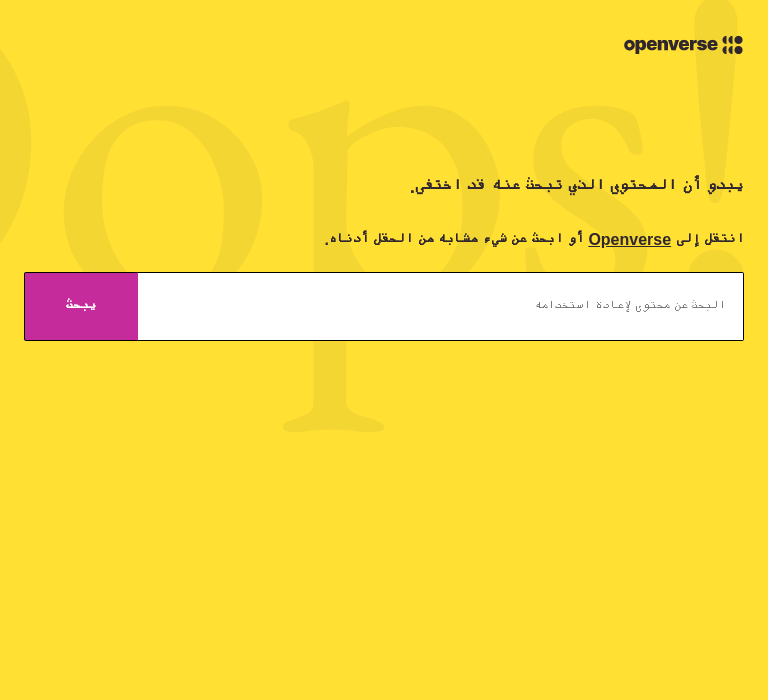 openverse
Oops!
يبدو أن المحتوى الذي تبحث عنه قد اختفى.
انتقل إلى Openverse أو ابحث عن شيء مشابه من الحقل أدناه.
البحث عن محتوى لإعادة استخدامه
يبحث